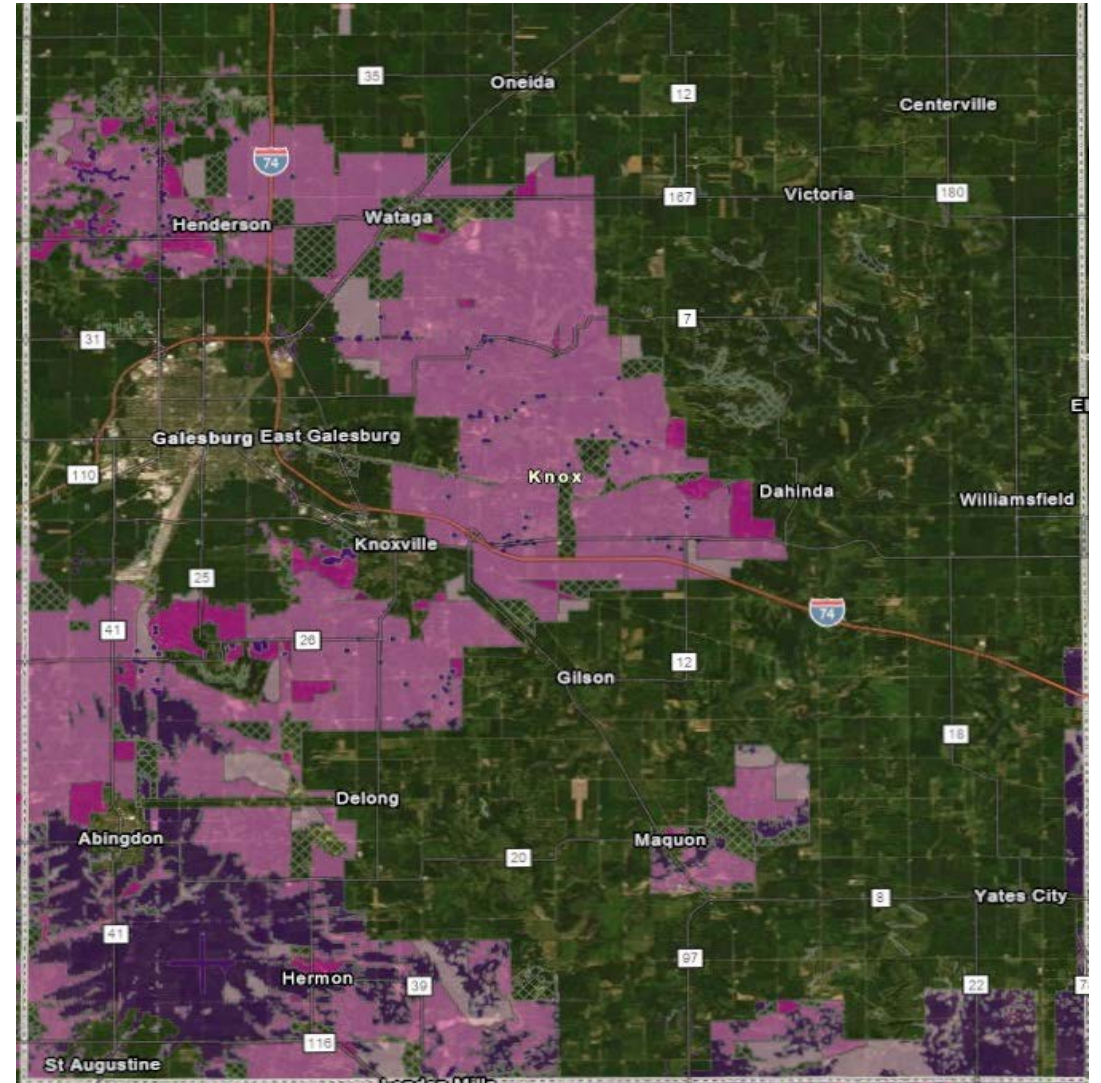 35
Oneida
12
Centerville
74
167
Victoria
180
Henderson
Wataga
7
31
Galesburg
East Galesburg
110
Knox
Dahinda
Williamsfield
Knoxville
25
41
26
74
12
Gilson
18
Delong
Abingdon
Maquon
20
8
Yates City
41
97
Hermon
39
22
116
St Augustine